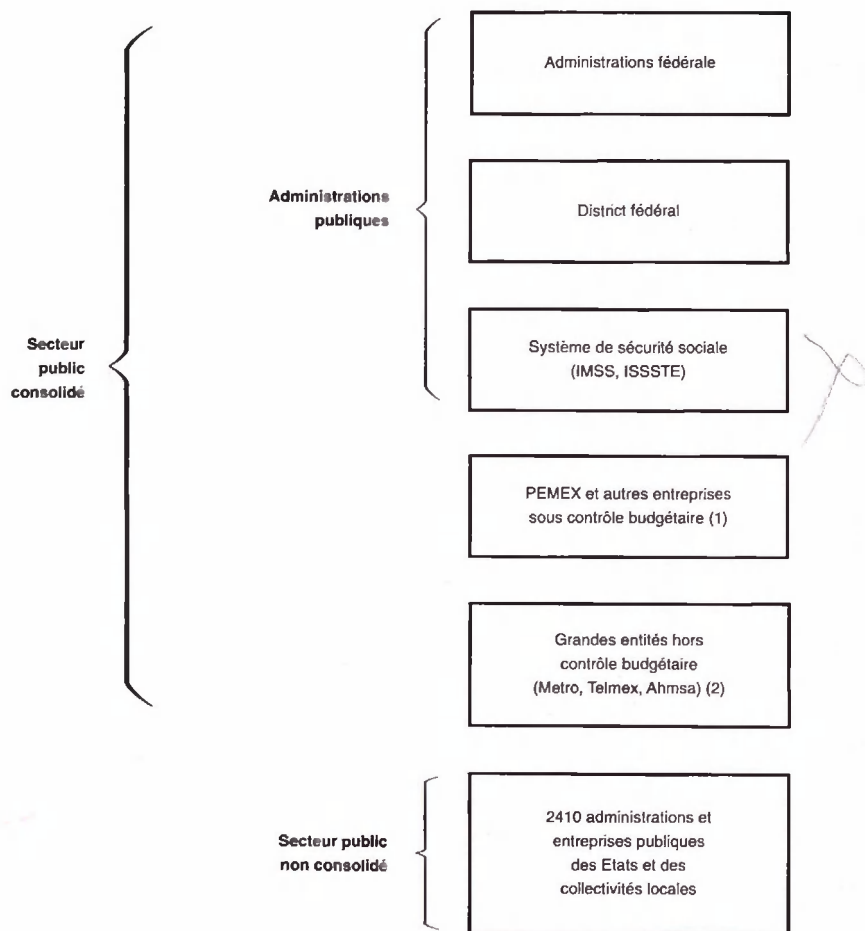 Administrations fédérale
Administrations
publiques
District fédéral
Secteur
public
consolidé
Système de sécurité sociale
(IMSS, ISSSTE)
PEMEX et autres entreprises
sous contrôle budgétaire (1)
Grandes entités hors
contrôle budgétaire
(Metro, Telmex, Ahmsa) (2)
Secteur public
non consolidé
2410 administrations et
entreprises publiques
des Etats et des
collectivités locales